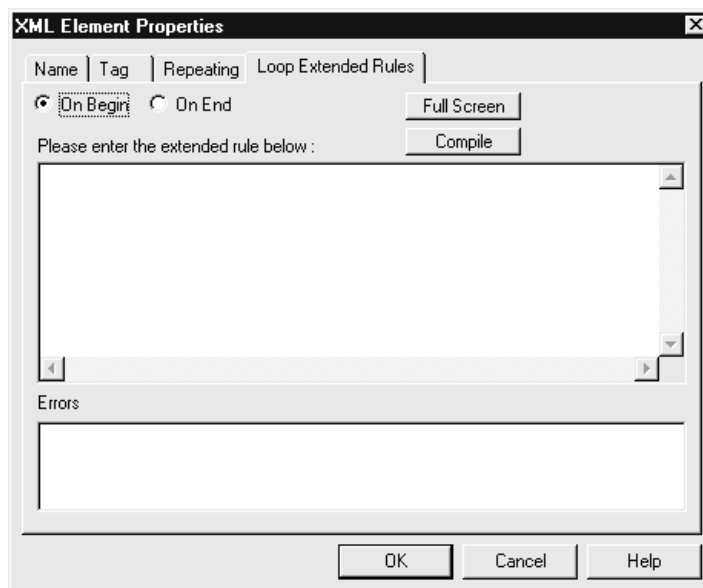 XML Element Properties
Name Tag Repeating Loop Extended Rules
On Begin On End Full Screen
Please enter the extended rule below : Compile
Errors
OK Cancel Help